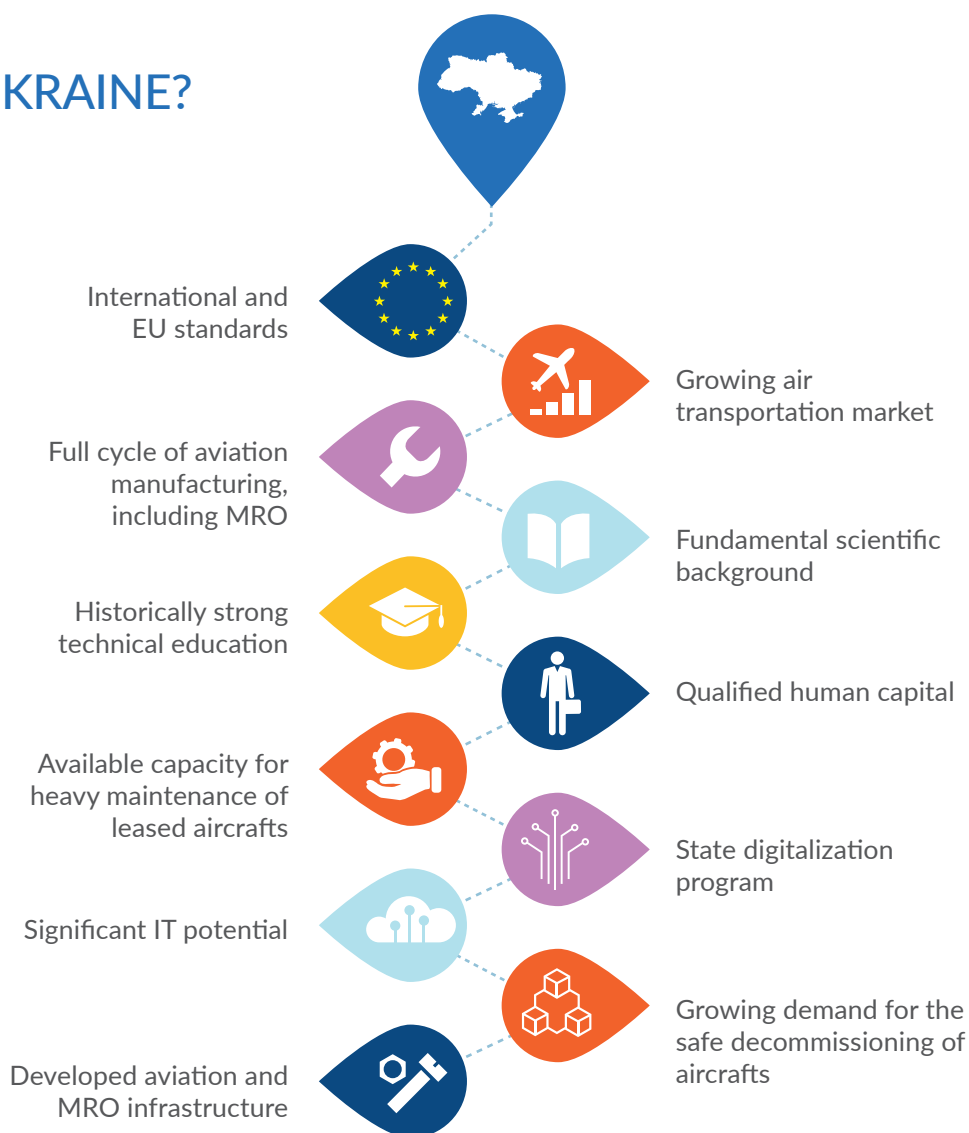 KRAINE?
International and
EU standards
Growing air
transportation market
Full cycle of aviation
manufacturing,
including MRO
Fundamental scientific
background
Historically strong
technical education
Qualified human capital
Available capacity for
heavy maintenance of
leased aircrafts
State digitalization
program
Significant IT potential
Growing demand for the
safe decommissioning of
aircrafts
Developed aviation and
MRO infrastructure